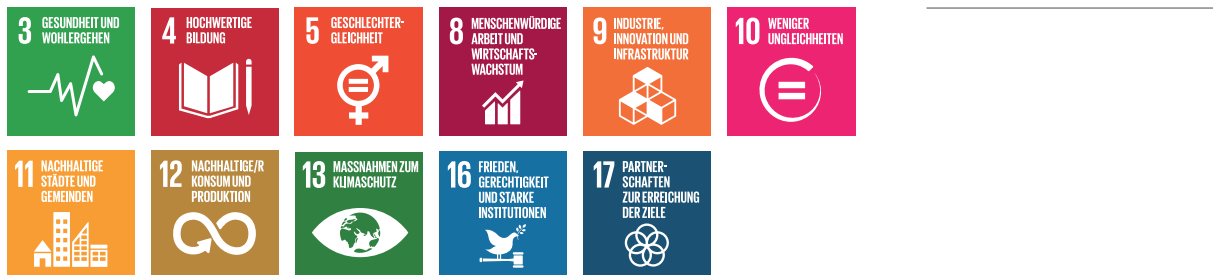 3 GESUNDHEIT UND
WOHLERGEHEN
4 HOCHWERTIGE
BILDUNG
5 GESCHLECHTER-
GLEICHHEIT
8 MENSCHENWÜRDIGE
ARBEIT UND
WIRTSCHAFTS-
WACHSTUM
9 INDUSTRIE,
INNOVATION UND
INFRASTRUKTUR
10 WENIGER
UNGLEICHHEITEN
11 NACHHALTIGE
STÄDTE UND
GEMEINDEN
12 NACHHALTIGE/R
KONSUM UND
PRODUKTION
13 MASSNAHMEN ZUM
KLIMASCHUTZ
16 FRIEDEN,
GERECHTIGKEIT
UND STARKE
INSTITUTIONEN
17 PARTNER-
SCHAFTEN
ZUR ERREICHUNG
DER ZIELE